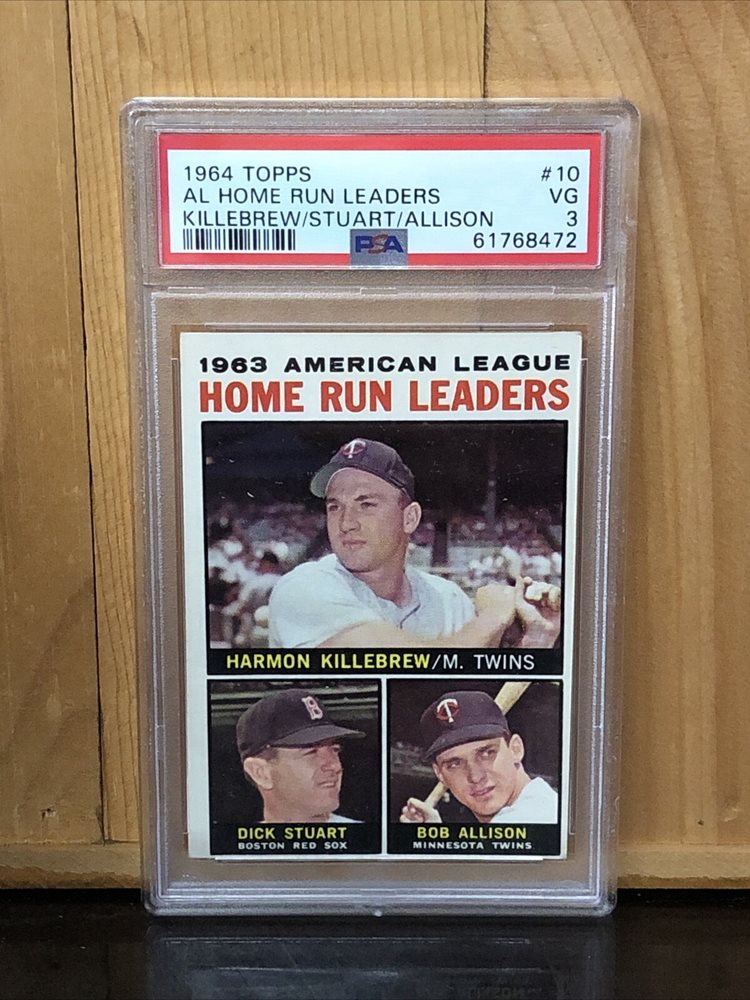 1964 TOPPS #10
AL HOME RUN LEADERS VG
KILLEBREW/STUART/ALLISON 3
PSA 61768472
1963 AMERICAN LEAGUE
HOME RUN LEADERS
HARMON KILLEBREW/M. TWINS
DICK STUART
BOSTON RED SOX
BOB ALLISON
MINNESOTA TWINS